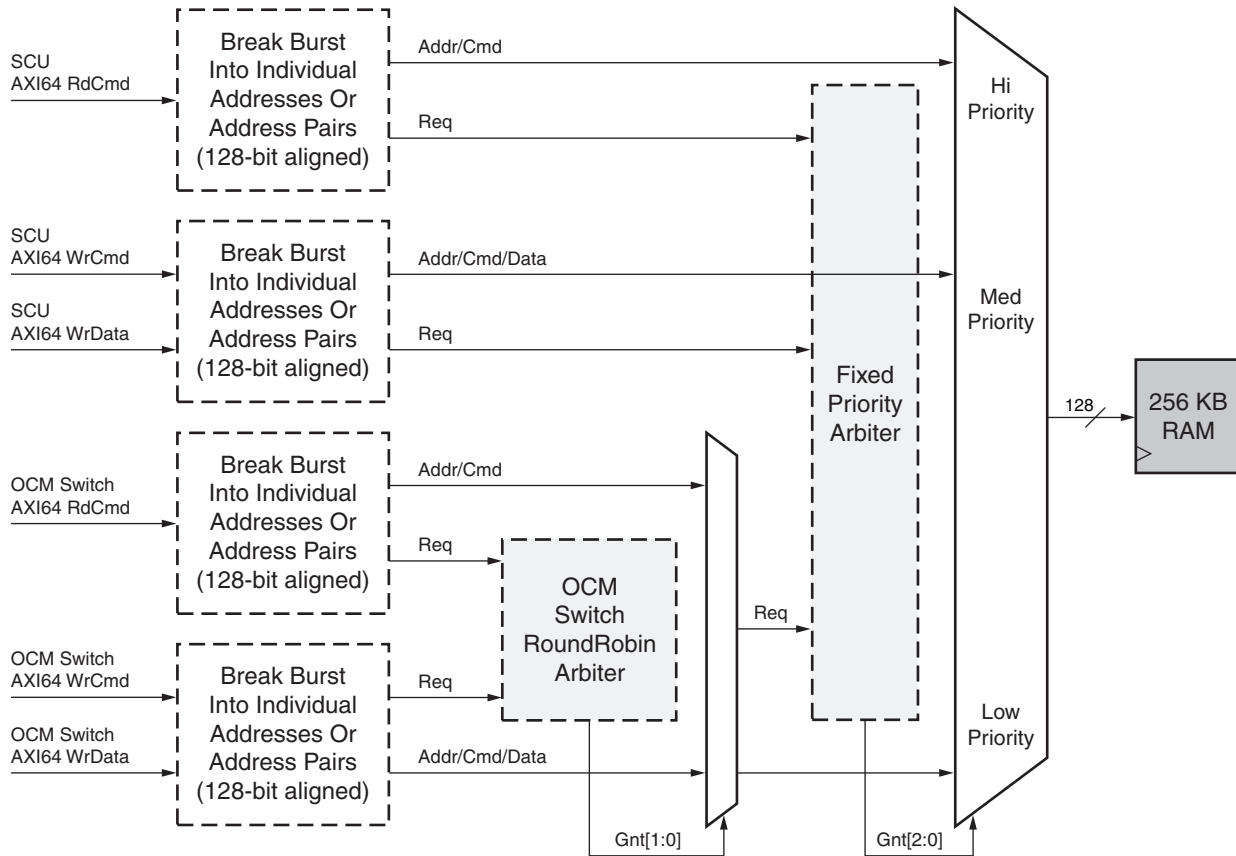 SCU
AXI64 RdCmd
Break Burst
Into Individual
Addresses Or
Address Pairs
(128-bit aligned)
Addr/Cmd
Req
Hi
Priority
SCU
AXI64 WrCmd
SCU
AXI64 WrData
Break Burst
Into Individual
Addresses Or
Address Pairs
(128-bit aligned)
Addr/Cmd/Data
Req
Med
Priority
Fixed
Priority
Arbiter
128
256 KB
RAM
OCM Switch
AXI64 RdCmd
Break Burst
Into Individual
Addresses Or
Address Pairs
(128-bit aligned)
Addr/Cmd
Req
OCM
Switch
RoundRobin
Arbiter
Req
OCM Switch
AXI64 WrCmd
OCM Switch
AXI64 WrData
Break Burst
Into Individual
Addresses Or
Address Pairs
(128-bit aligned)
Req
Addr/Cmd/Data
Low
Priority
Gnt[1:0]
Gnt[2:0]